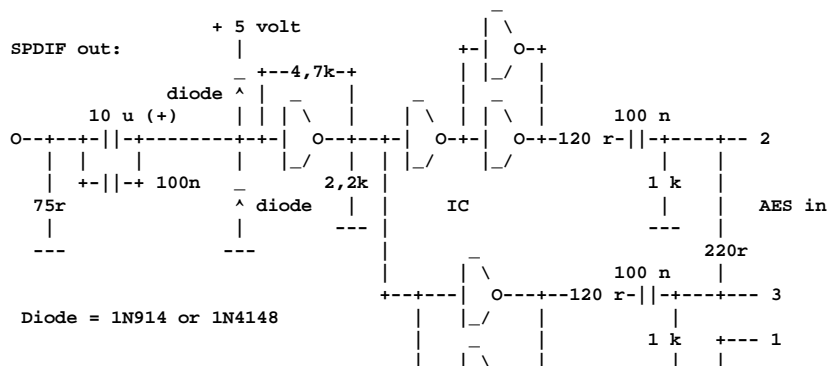 + 5 volt
SPDIF out:
4,7k
diode
10 u (+)
100 n
120 r
2
100n
2,2k
1 k
75r
diode
IC
AES in
220r
100 n
120 r
3
Diode = 1N914 or 1N4148
1 k
1